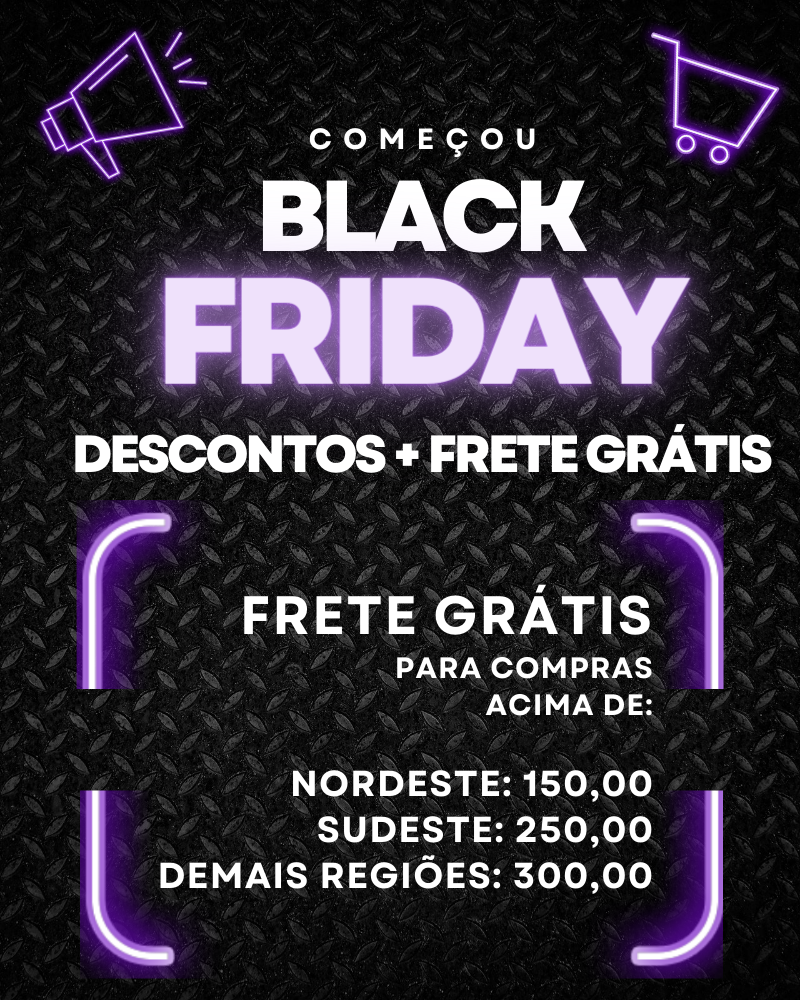 COMEÇOU
BLACK
FRIDAY
DESCONTOS + FRETE GRÁTIS
FRETE GRÁTIS
PARA COMPRAS
ACIMA DE:
NORDESTE: 150,00
SUDESTE: 250,00
DEMAIS REGIÕES: 300,00